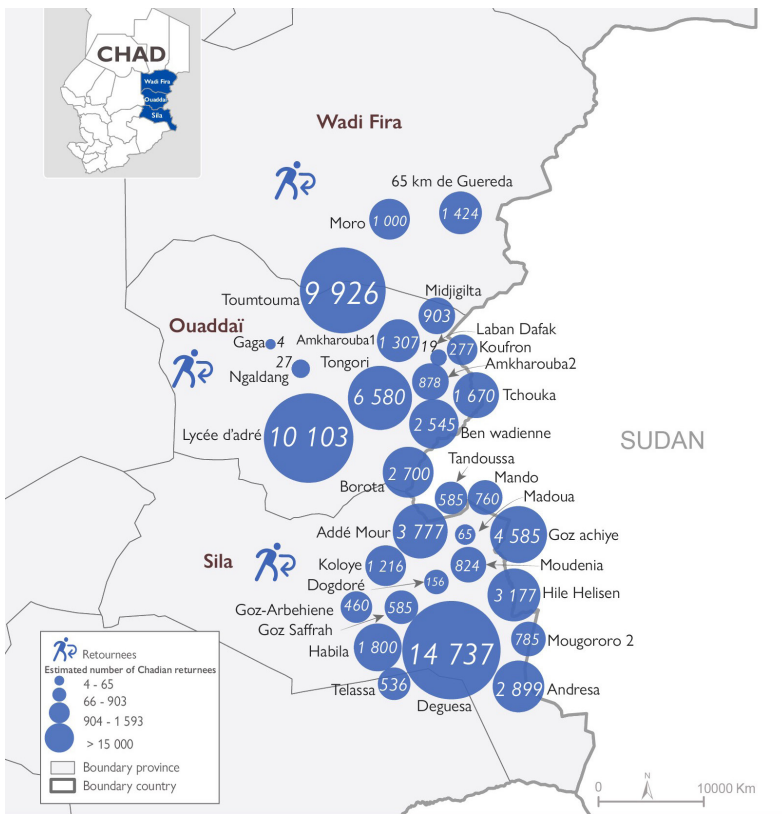 CHAD
Wadi Fira
Ouaddaï
Sila
Wadi Fira
65 km de Guereda
1 424
Moro
1 000
9 926
Toumtouma
Midjigilta
903
Ouaddaï
Laban Dafak
Gaga
4
Amkharouba1
1 307
19
277
Koufron
27
Ngaldang
Tongori
Amkharouba2
878
6 580
1 670
Tchouka
Lycée d’adré
10 103
2 545
Ben wadienne
SUDAN
Tandoussa
2 700
Borota
Mando
585
760
Madoua
Addé Mour
3 777
65
4 585
Goz achiye
Sila
Koloye
1 216
824
Moudenia
Dogdoré
156
3 177
Hile Helisen
Goz-Arbehiene
460
585
Goz Saffrah
Habila
1 800
14 737
785
Mougororo 2
Telassa
536
2 899
Andresa
Deguesa
Retournees
Estimated number of Chadian returnees
4 - 65
66 - 903
904 - 1 593
> 15 000
Boundary province
Boundary country
N
0
10000 Km